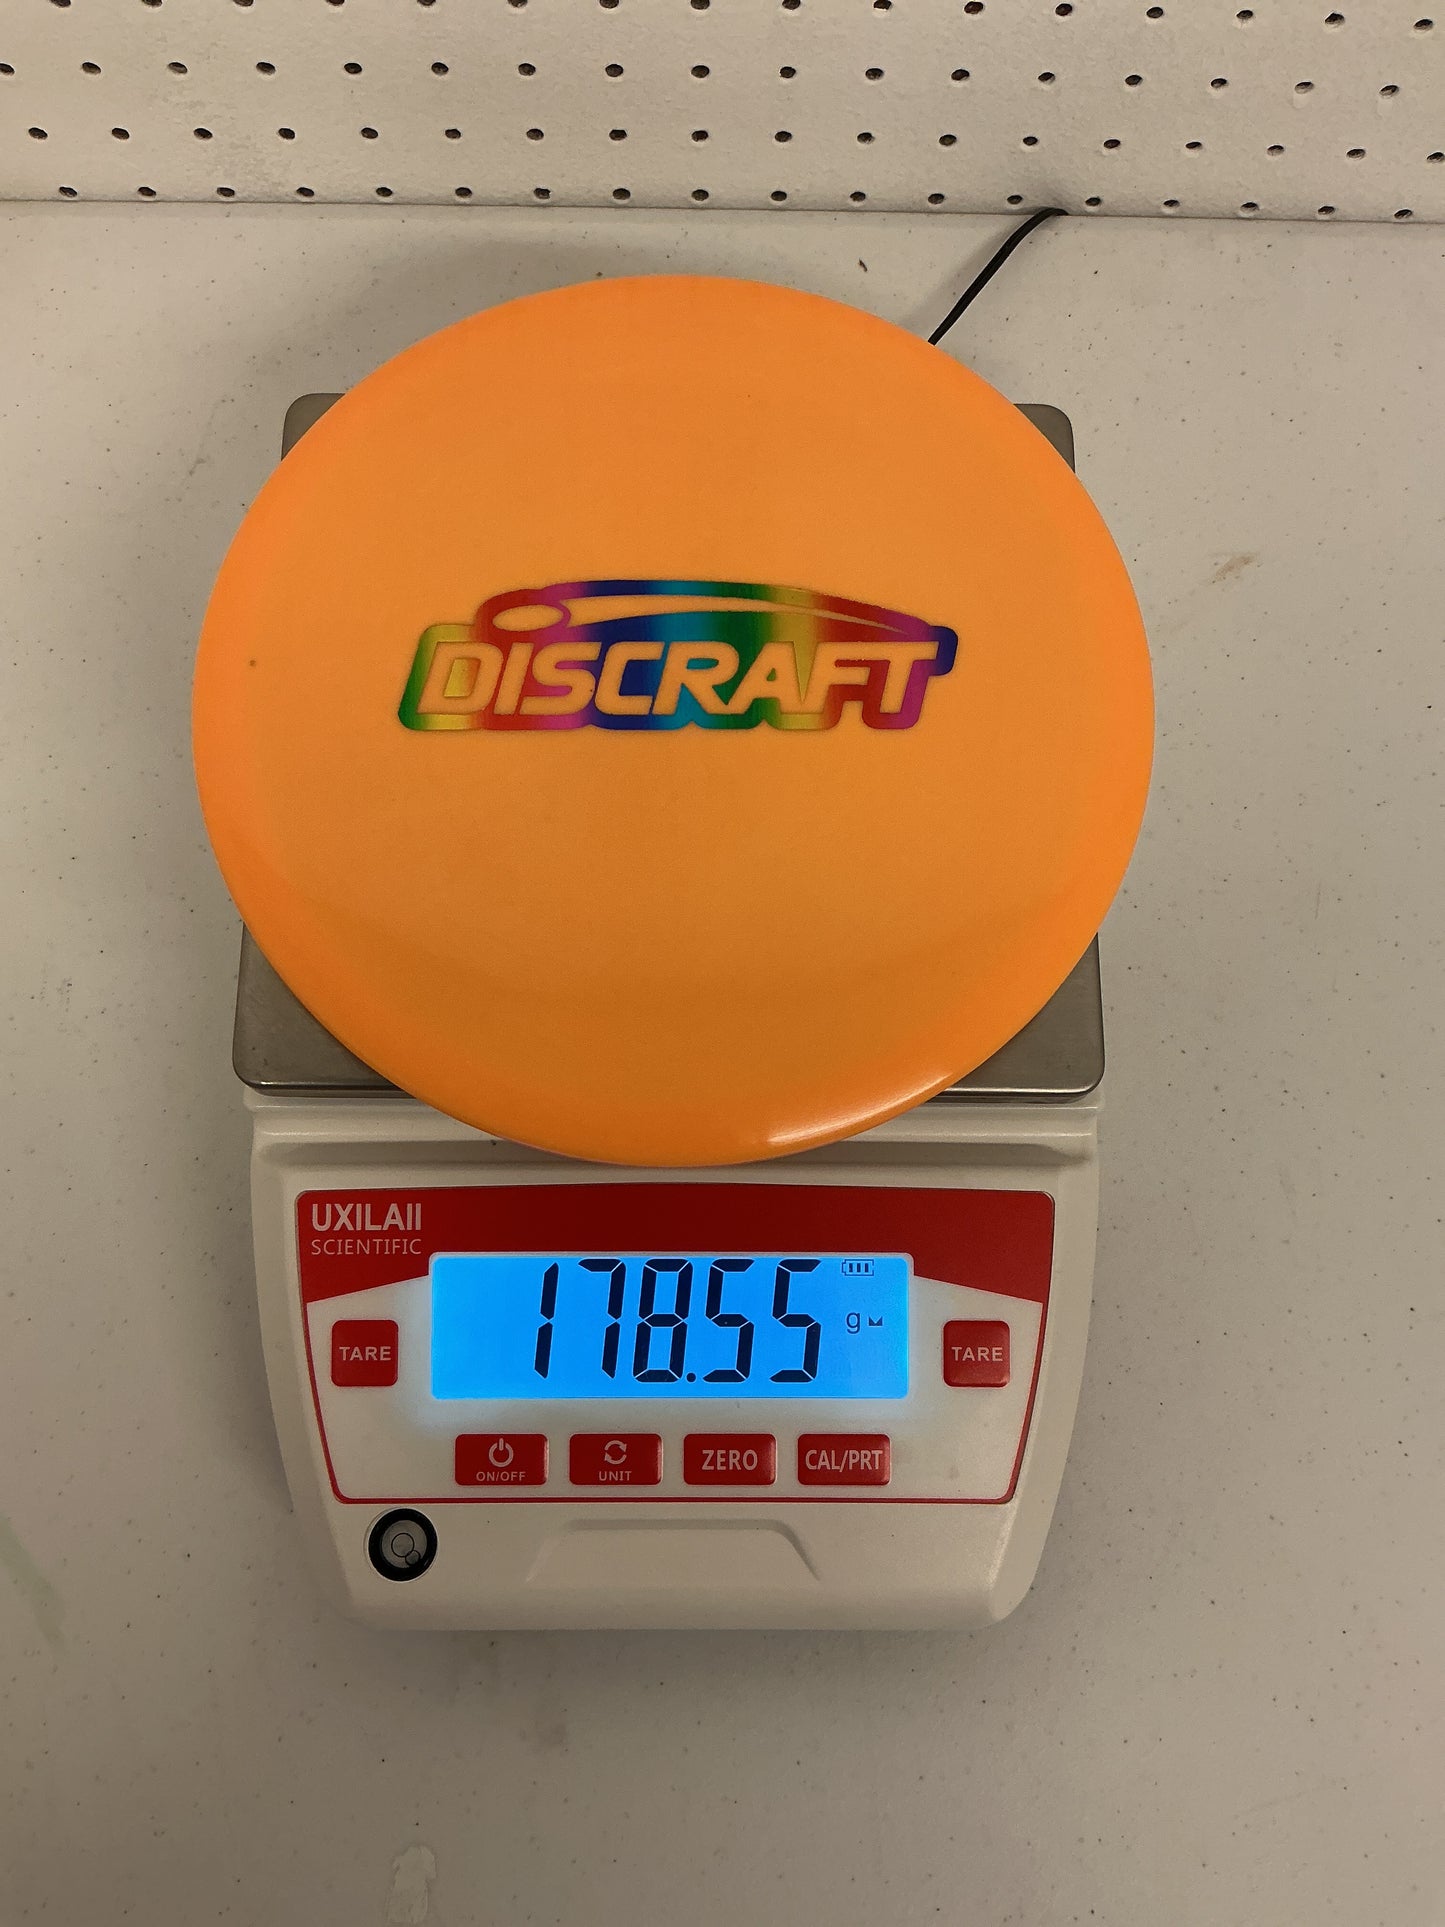 DISCRAFT
UXILAII
SCIENTIFIC
178.55
g
TARE
TARE
ON/OFF
UNIT
ZERO
CAL/PRT